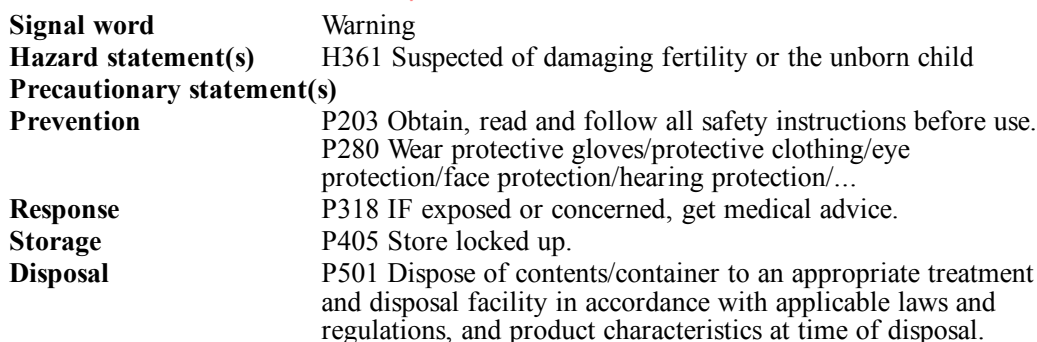 Signal word Warning
Hazard statement(s) H361 Suspected of damaging fertility or the unborn child
Precautionary statement(s)
Prevention P203 Obtain, read and follow all safety instructions before use.
P280 Wear protective gloves/protective clothing/eye
protection/face protection/hearing protection/...
Response P318 IF exposed or concerned, get medical advice.
Storage P405 Store locked up.
Disposal P501 Dispose of contents/container to an appropriate treatment
and disposal facility in accordance with applicable laws and
regulations, and product characteristics at time of disposal.